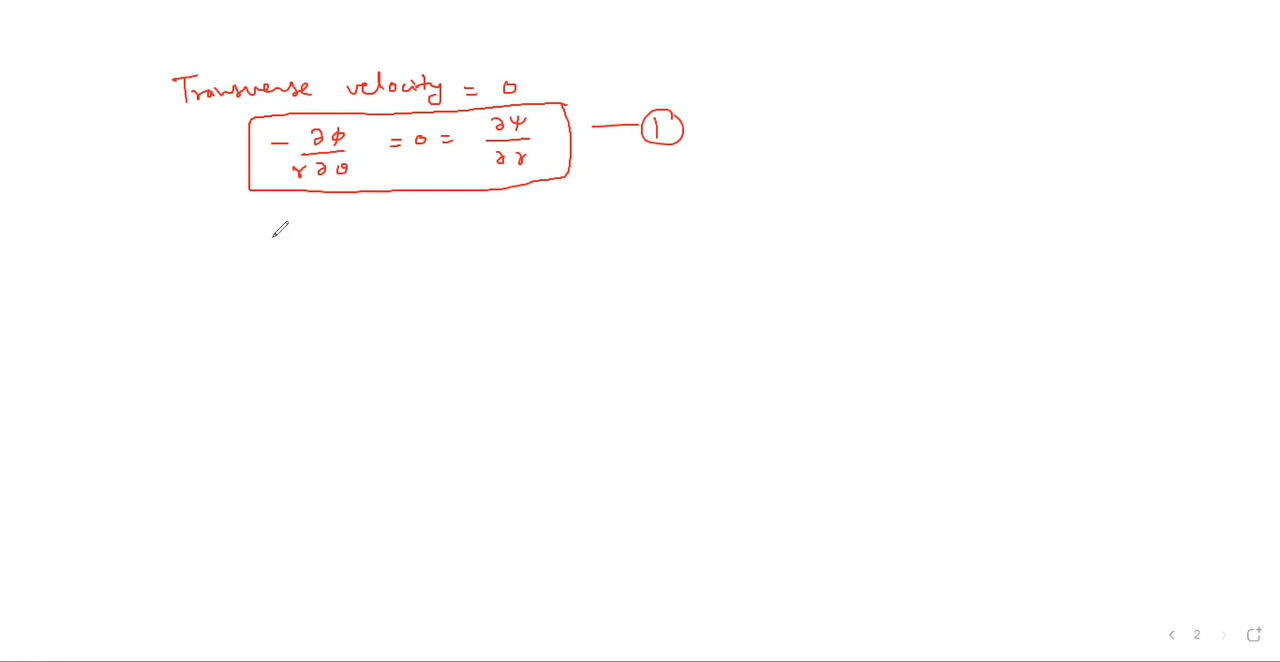 Transverse velocity = 0
- ∂φ / r∂θ = 0 = ∂ψ / ∂r — ①
2